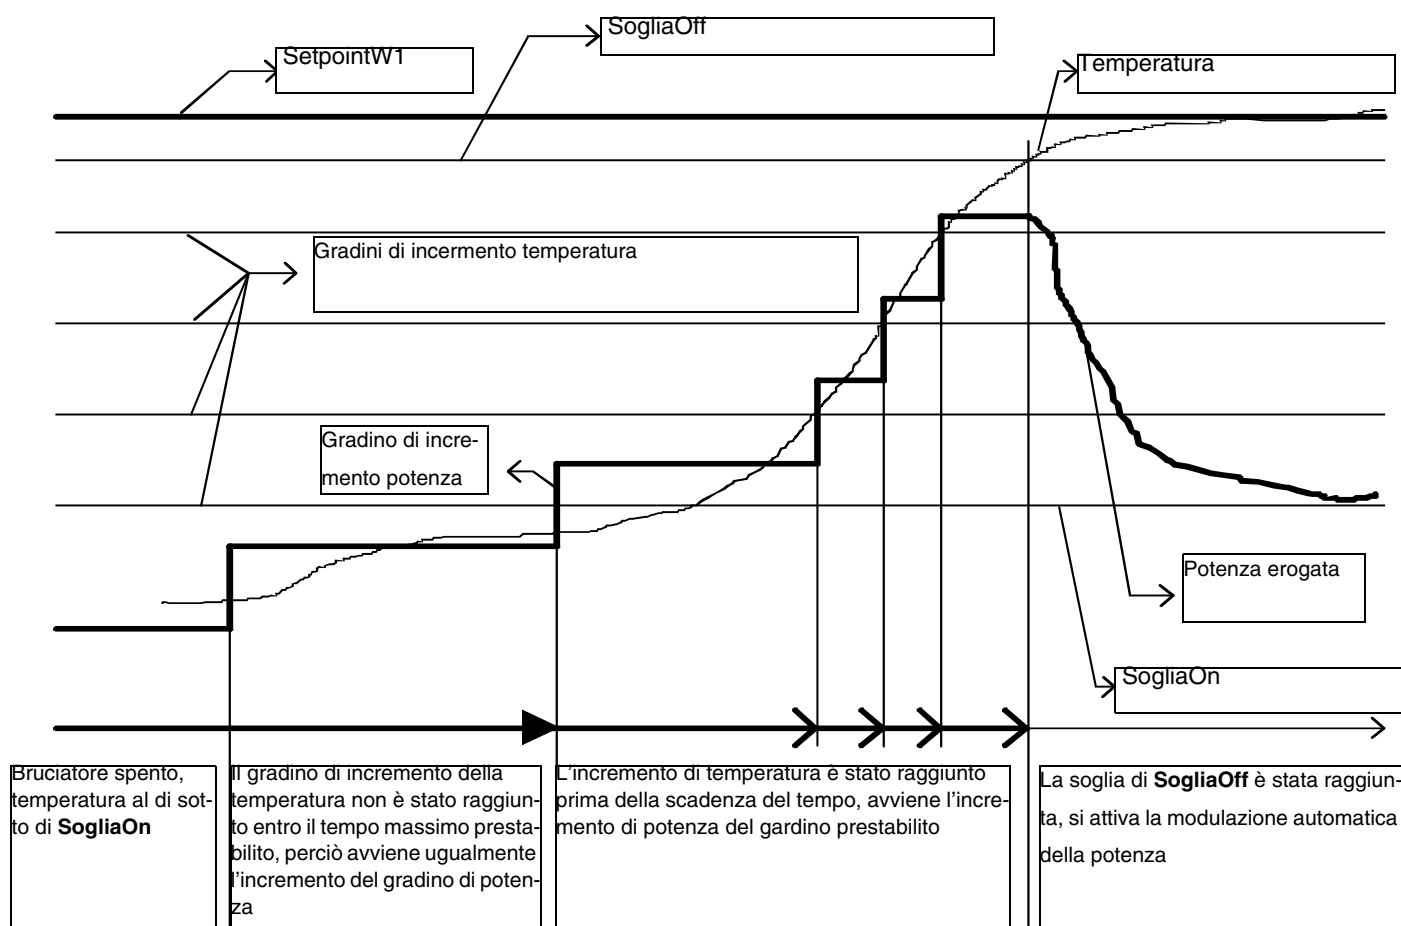 SogliaOff
SetpointW1
Temperatura
Gradini di incermento temperatura
Gradino di incre-
mento potenza
Potenza erogata
SogliaOn
Bruciatore spento,
temperatura al di sot-
to di SogliaOn
Il gradino di incremento della
temperatura non è stato raggiun-
to entro il tempo massimo presta-
bilito, perciò avviene ugualmente
l'incremento del gradino di poten-
za
L'incremento di temperatura è stato raggiunto
prima della scadenza del tempo, avviene l'incre-
mento di potenza del gardino prestabilito
La soglia di SogliaOff è stata raggiun-
ta, si attiva la modulazione automatica
della potenza